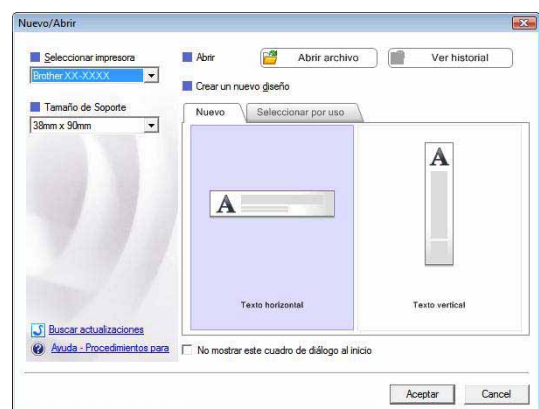 Nuevo/Abrir
Seleccionar impresora
Brother XX-XXXX
Tamaño de Soporte
38mm x 90mm
Buscar actualizaciones
Ayuda - Procedimientos para
Abrir
Abrir archivo
Ver historial
Crear un nuevo diseño
Nuevo
Seleccionar por uso
A
Texto horizontal
A
Texto vertical
No mostrar este cuadro de diálogo al inicio
Aceptar
Cancel